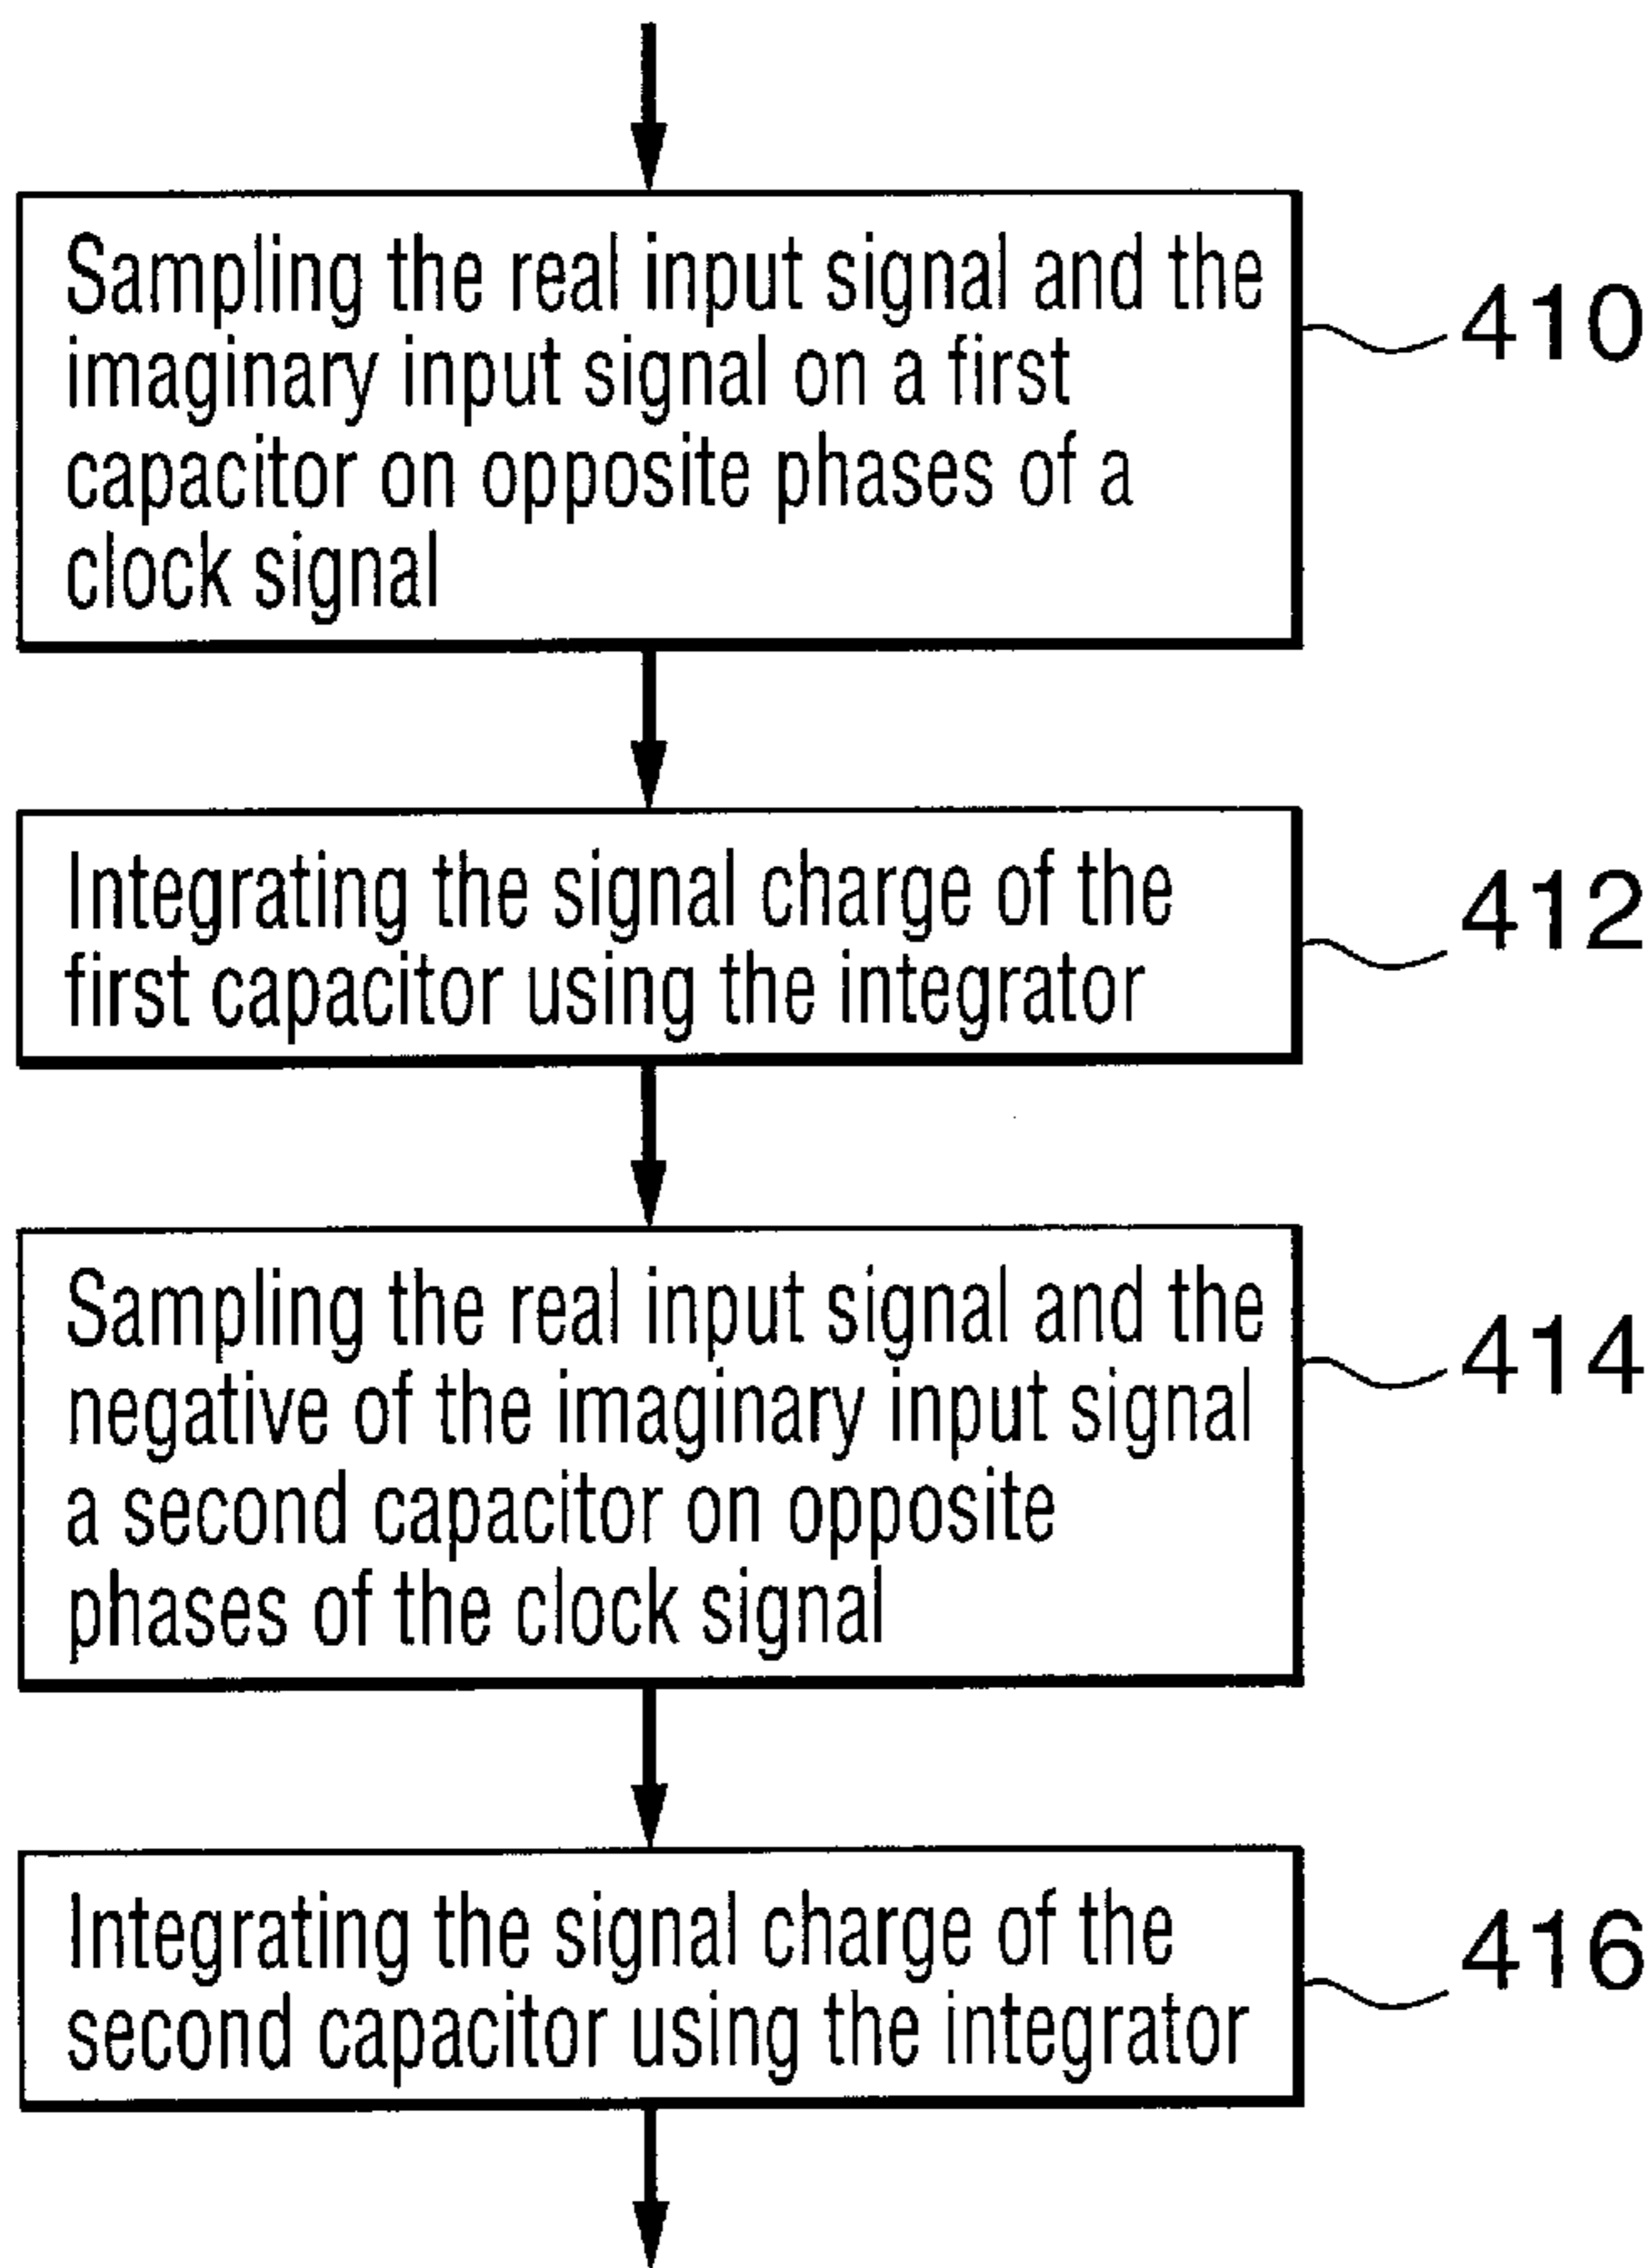 Sampling the real input signal and the
imaginary input signal on a first
capacitor on opposite phases of a
clock signal
410
Integrating the signal charge of the
first capacitor using the integrator
412
Sampling the real input signal and the
negative of the imaginary input signal
a second capacitor on opposite
phases of the clock signal
414
Integrating the signal charge of the
second capacitor using the integrator
416